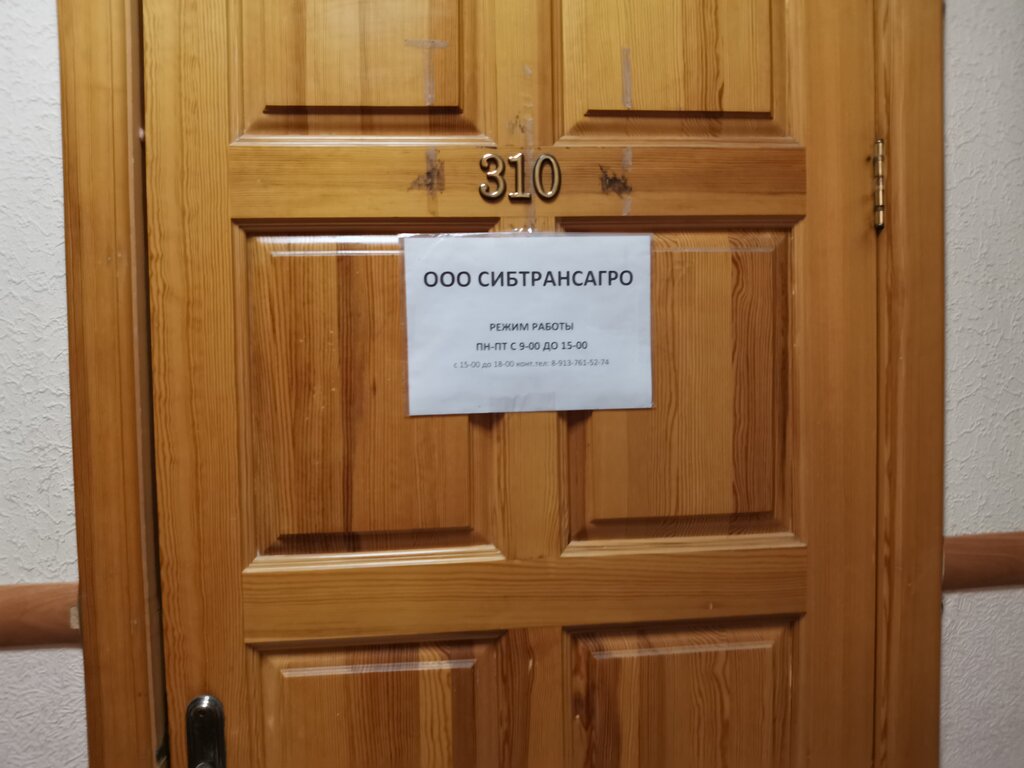 310
ООО СИБТРАНСАГРО
РЕЖИМ РАБОТЫ
ПН-ПТ С 9-00 ДО 15-00
с 15-00 до 18-00 конт.тел: 8-913-761-52-74